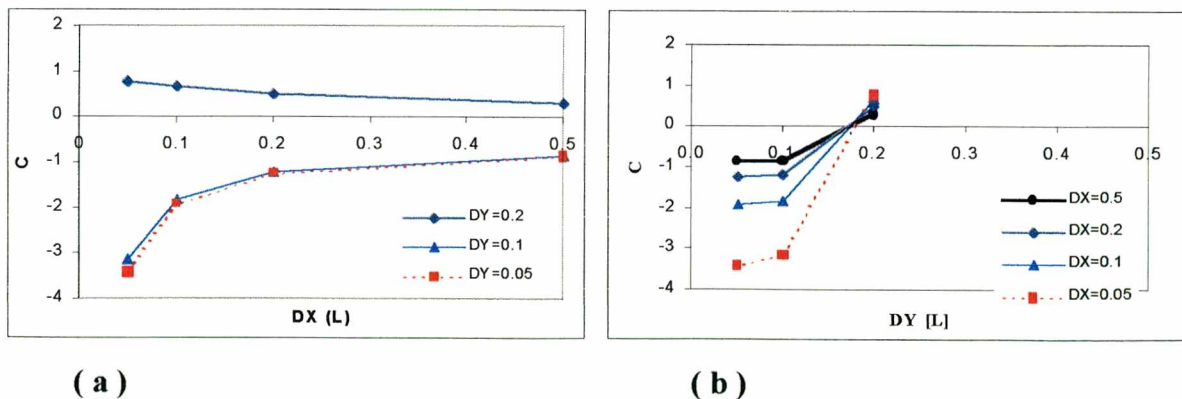 2
1
0
-1
-2
-3
-4
0 0.1 0.2 0.3 0.4 0.5
C
DX (L)
DY=0.2
DY=0.1
DY=0.05
( a )
2
1
0
-1
-2
-3
-4
0.0 0.1 0.2 0.3 0.4 0.5
C
DY [L]
DX=0.5
DX=0.2
DX=0.1
DX=0.05
( b )